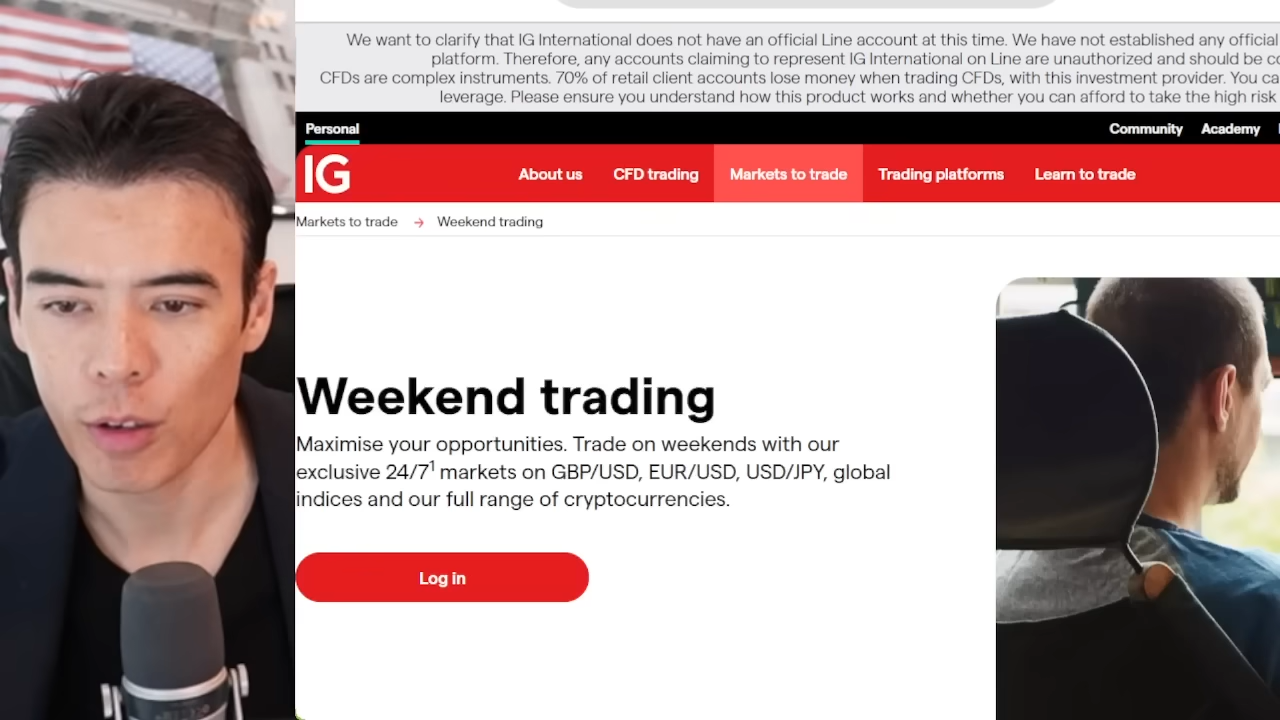 We want to clarify that IG International does not have an official Line account at this time. We have not established any official
platform. Therefore, any accounts claiming to represent IG International on Line are unauthorized and should be
CFDs are complex instruments. 70% of retail client accounts lose money when trading CFDs, with this investment provider. You
leverage. Please ensure you understand how this product works and whether you can afford to take the high risk
Personal
Community Academy
IG
About us CFD trading Markets to trade Trading platforms Learn to trade
Markets to trade → Weekend trading
Weekend trading
Maximise your opportunities. Trade on weekends with our
exclusive 24/7¹ markets on GBP/USD, EUR/USD, USD/JPY, global
indices and our full range of cryptocurrencies.
Log in